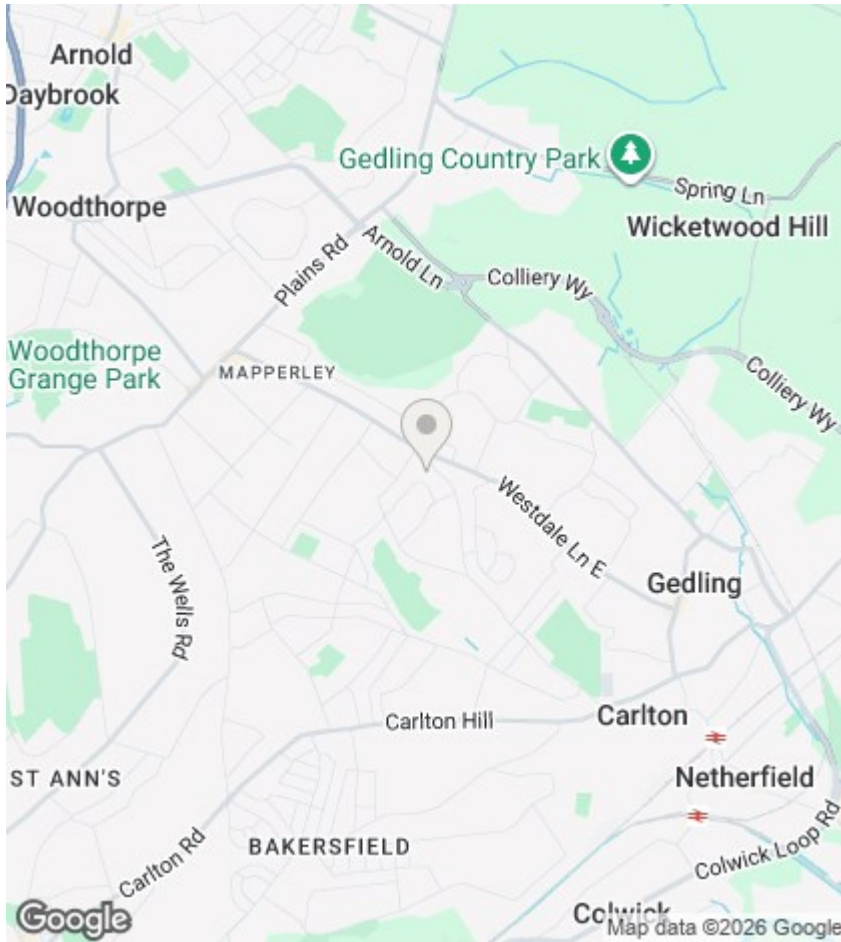 Arnold
Daybrook
Gedling Country Park
Spring Ln
Woodthorpe
Wicketwood Hill
Plains Rd
Arnold Ln
Colliery Wy
Woodthorpe
Grange Park
MAPPERLEY
Colliery Wy
Westdale Ln E
The Wells Rd
Gedling
Carlton Hill
Carlton
ST ANN'S
Netherfield
BAKERSFIELD
Colwick Loop Rd
Carlton Rd
Colwick
Google
Map data ©2026 Google